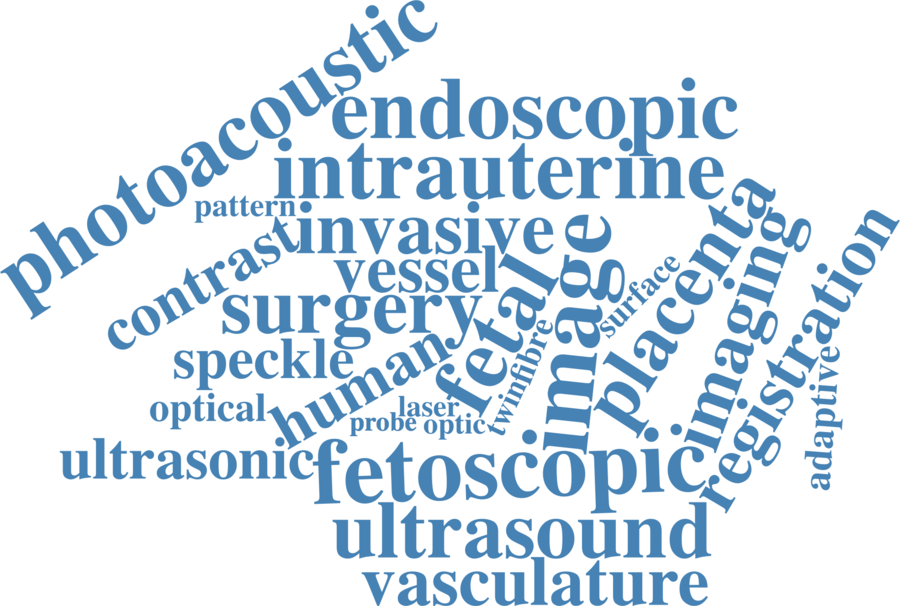 photoacoustic
endoscopic
intrauterine
pattern
invasive
contrast
vessel
surgery
fetal
image
surface
placenta
imaging
registration
speckle
human
twinfibre
adaptive
optical
laser
probe
optic
ultrasonic
fetoscopic
ultrasound
vasculature